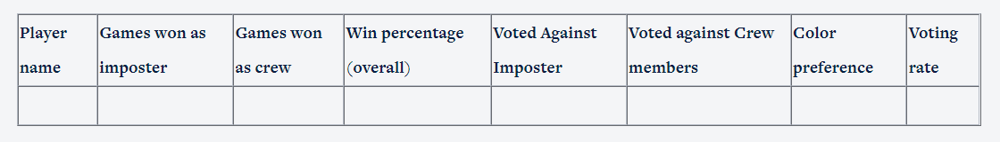 Player name
Games won as imposter
Games won as crew
Win percentage (overall)
Voted Against Imposter
Voted against Crew members
Color preference
Voting rate